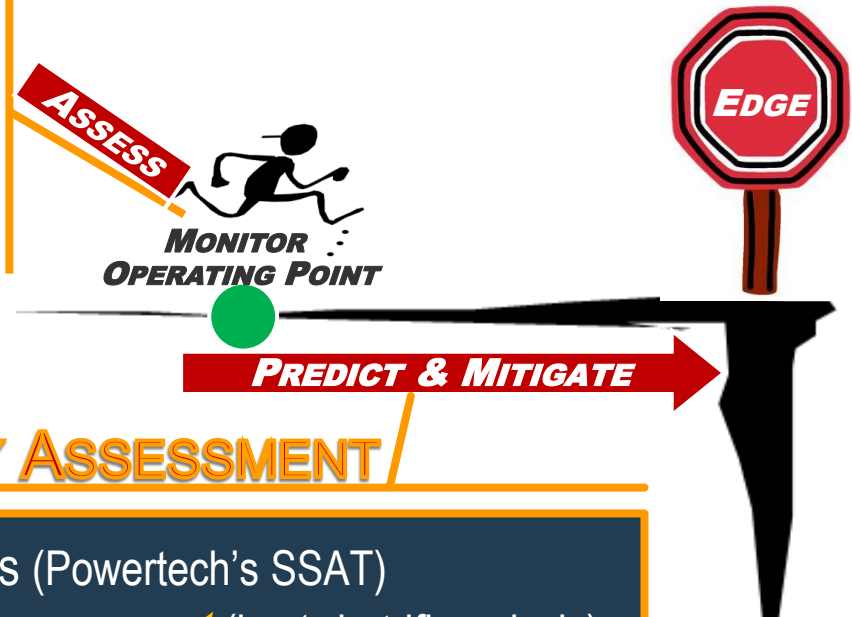 EDGE
ASSESS
MONITOR
OPERATING POINT
PREDICT & MITIGATE
ASSESSMENT
(Powertech's SSAT)